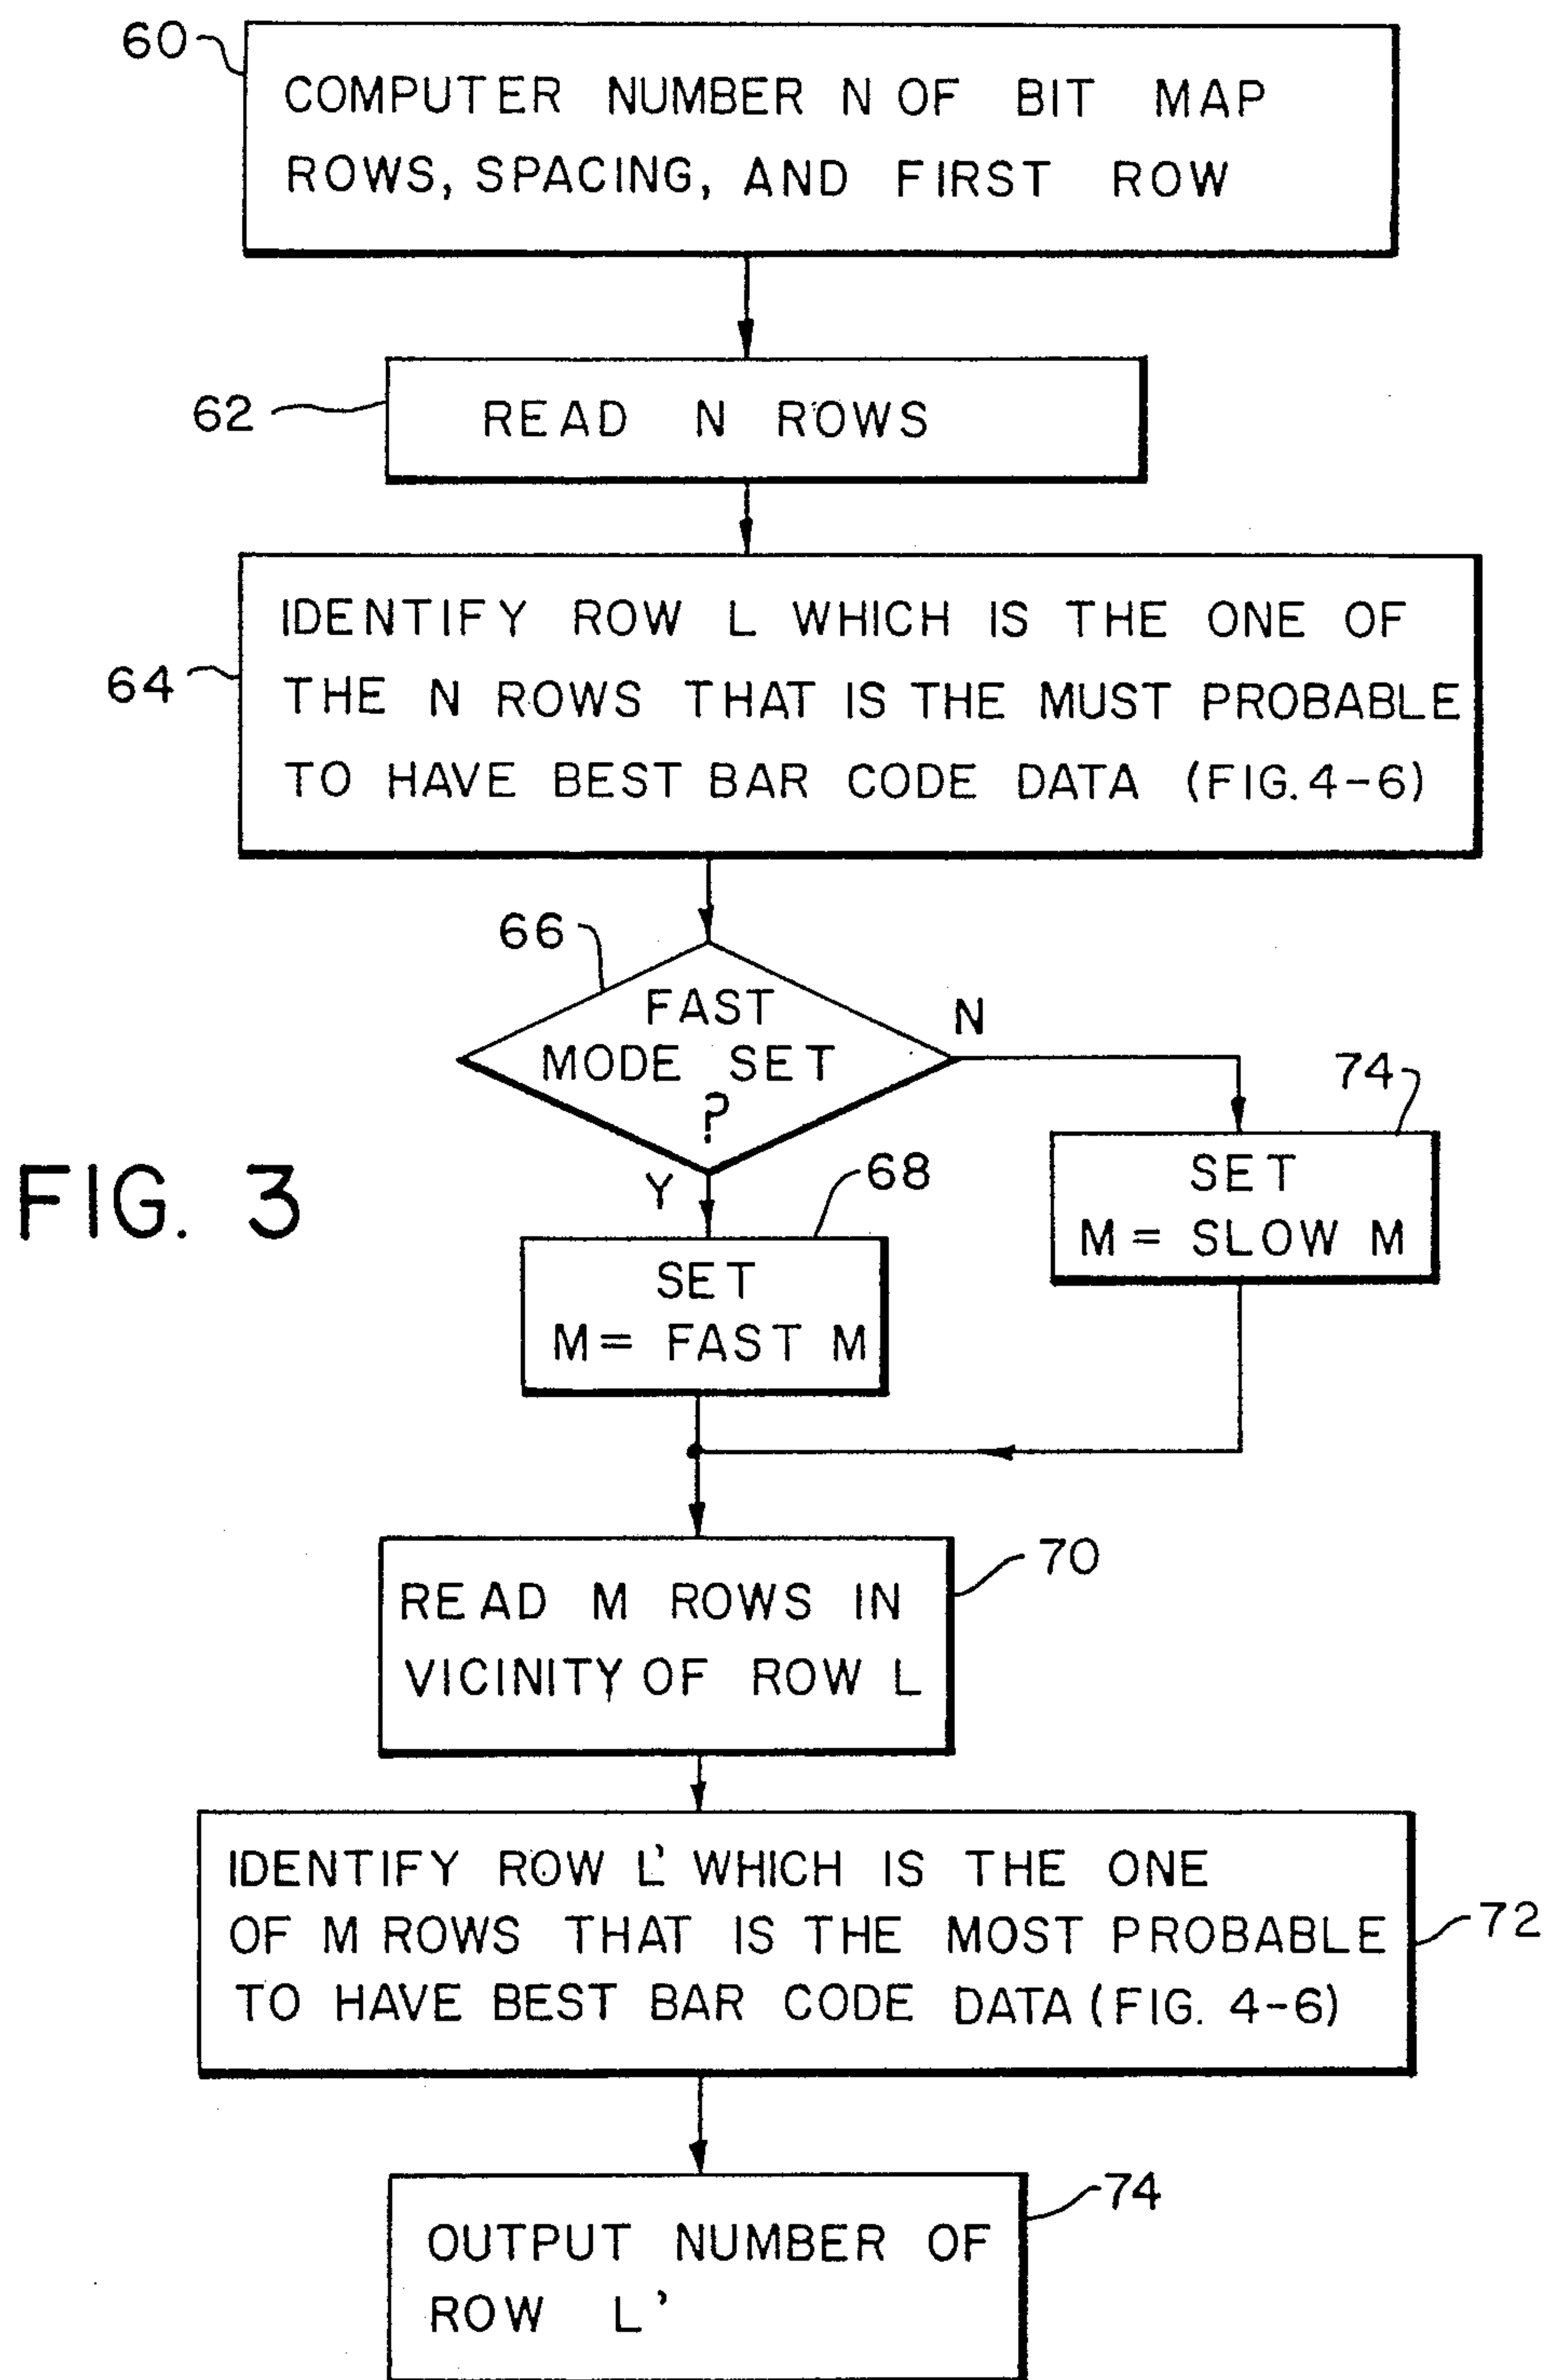 60
COMPUTER NUMBER N OF BIT MAP
ROWS, SPACING, AND FIRST ROW
62
READ N ROWS
IDENTIFY ROW L WHICH IS THE ONE OF
64
THE N ROWS THAT IS THE MUST PROBABLE
TO HAVE BEST BAR CODE DATA (FIG. 4-6)
66
FAST
MODE SET
?
N
Y
74
SET
M = SLOW M
68
SET
M = FAST M
FIG. 3
70
READ M ROWS IN
VICINITY OF ROW L
IDENTIFY ROW L' WHICH IS THE ONE
OF M ROWS THAT IS THE MOST PROBABLE
72
TO HAVE BEST BAR CODE DATA (FIG. 4-6)
74
OUTPUT NUMBER OF
ROW L'